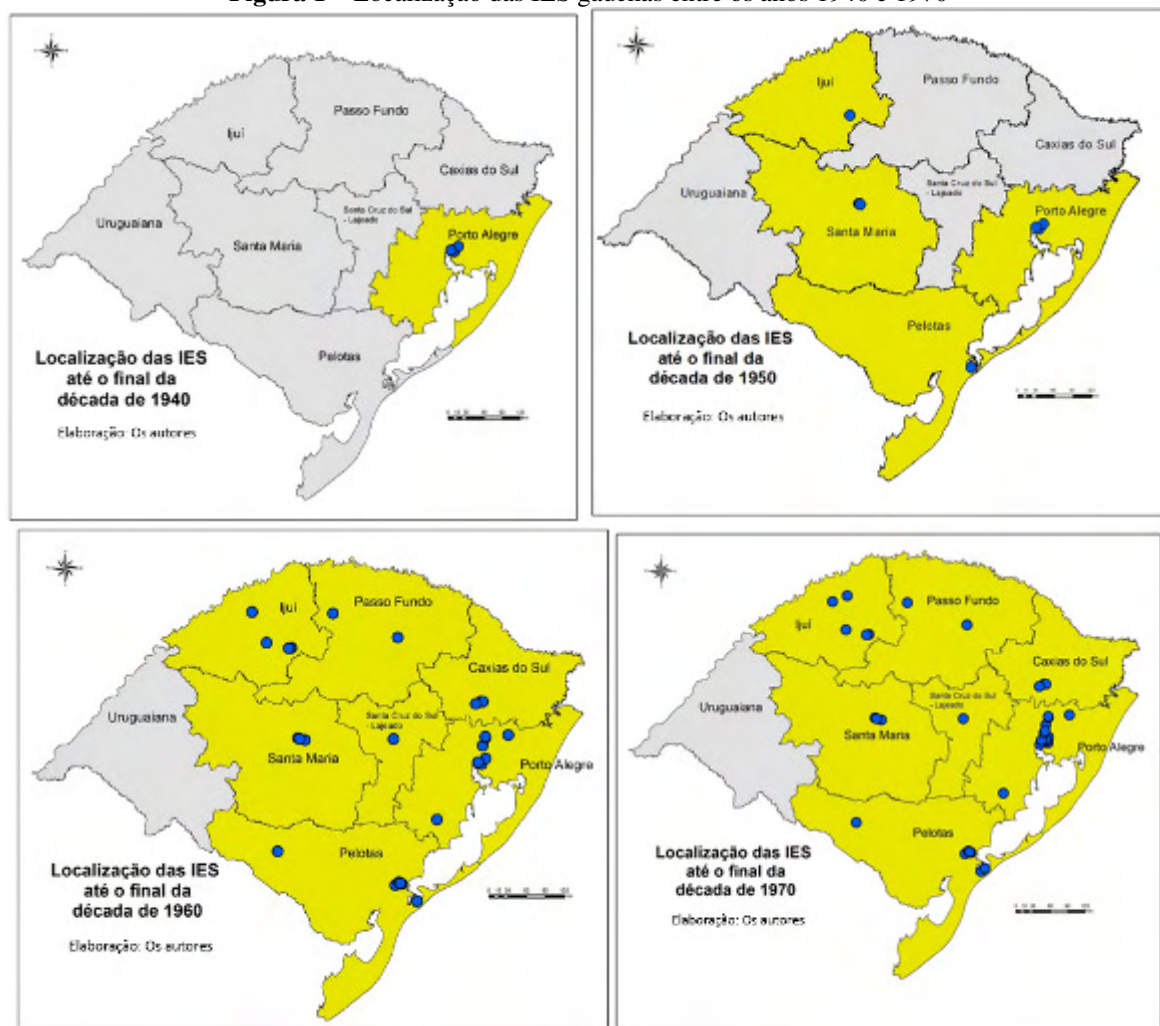 Figura 1 – Localização das IES gaúchas entre os anos 1940 e 1970
Ijuí
Passo Fundo
Caxias do Sul
Uruguaiana
Santa Cruz do Sul
- Lajeado
Santa Maria
Porto Alegre
Pelotas
Localização das IES
até o final da
década de 1940
Elaboração: Os autores
Ijuí
Passo Fundo
Caxias do Sul
Uruguaiana
Santa Cruz do Sul
- Lajeado
Santa Maria
Porto Alegre
Pelotas
Localização das IES
até o final da
década de 1950
Elaboração: Os autores
Ijuí
Passo Fundo
Caxias do Sul
Uruguaiana
Santa Cruz do Sul
- Lajeado
Santa Maria
Porto Alegre
Pelotas
Localização das IES
até o final da
década de 1960
Elaboração: Os autores
Ijuí
Passo Fundo
Caxias do Sul
Uruguaiana
Santa Cruz do Sul
- Lajeado
Santa Maria
Porto Alegre
Pelotas
Localização das IES
até o final da
década de 1970
Elaboração: Os autores